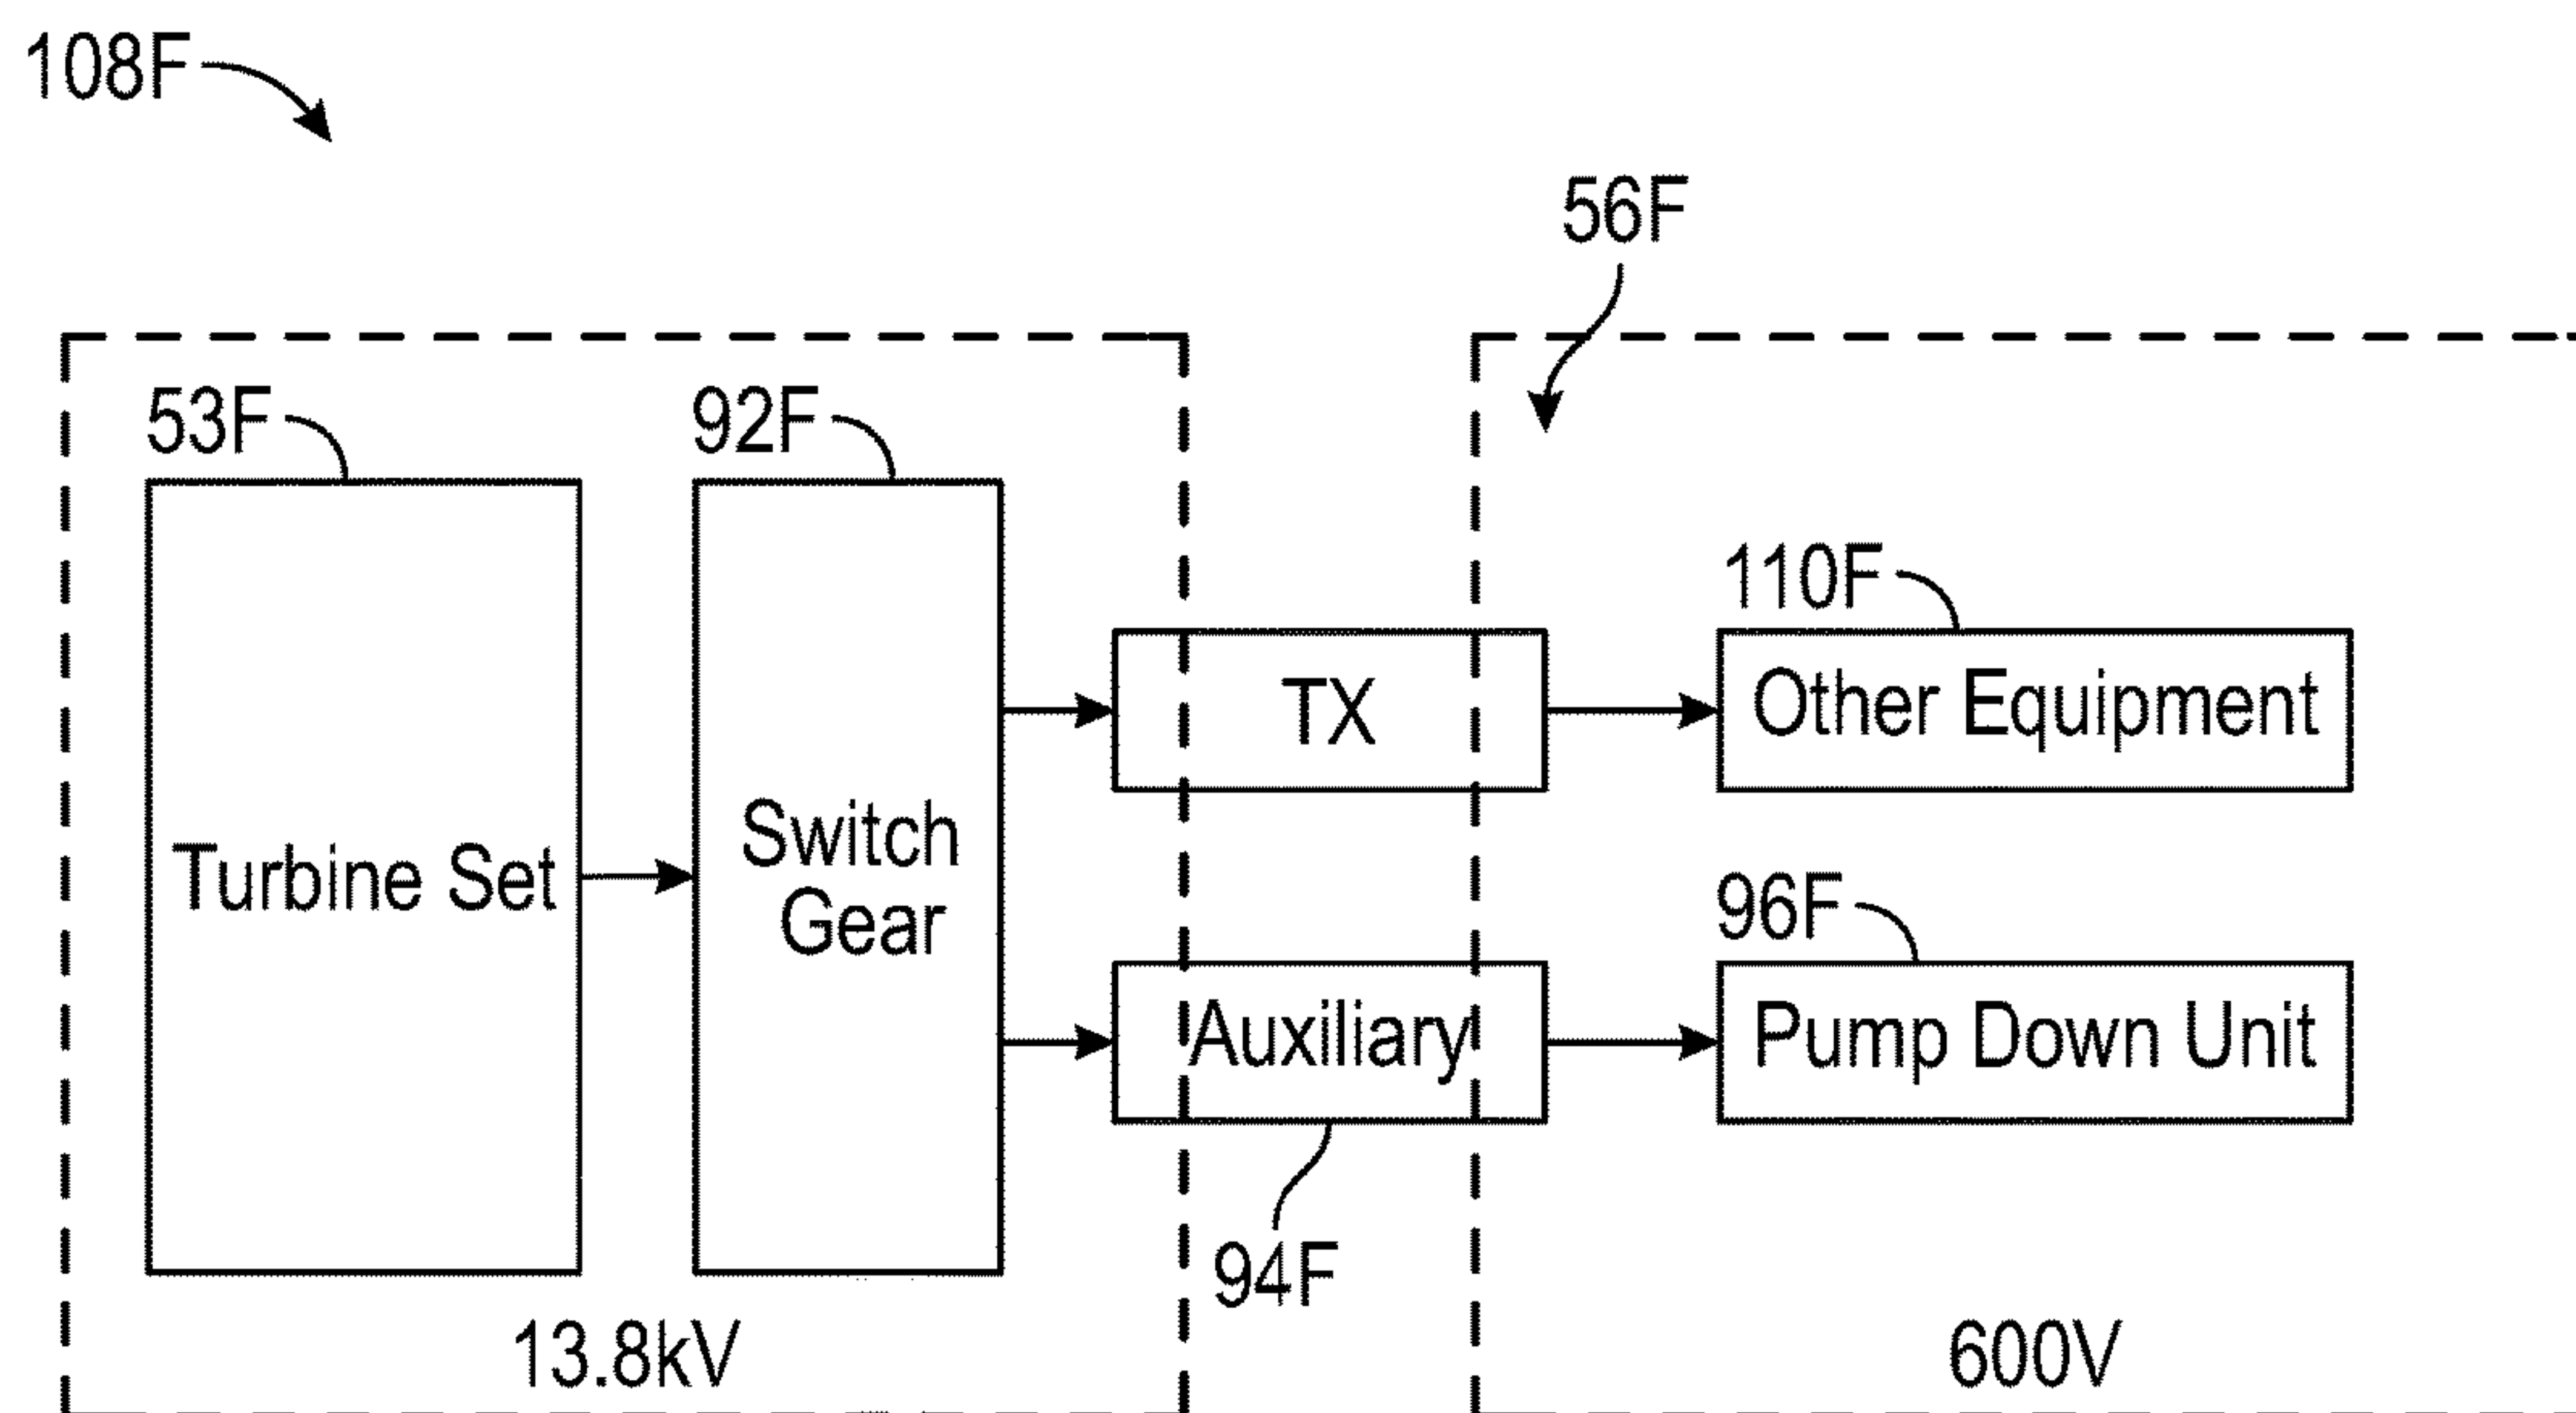 108F
56F
53F
92F
110F
Other Equipment
TX
Switch
Gear
Turbine Set
96F
Pump Down Unit
Auxiliary
94F
13.8kV
600V